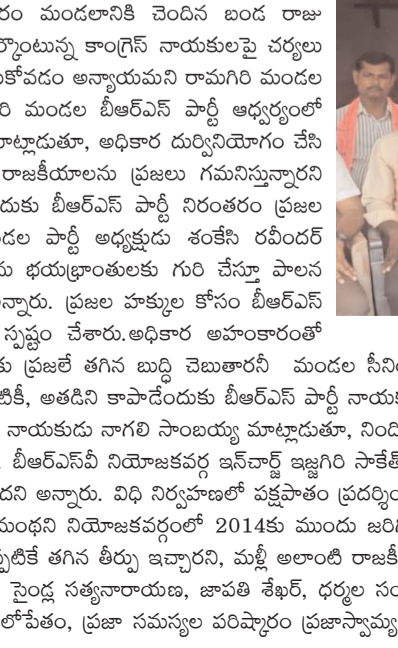 రం మండలానికి చెందిన బండ రాజు
ర్కొంటున్న కాంగ్రెస్ నాయకులపై చర్యలు
కోవడం అన్యాయమని రామగిరి మండల
రి మండల బీఆర్ఎస్ పార్టీ ఆధ్వర్యంలో
మాట్లాడుతూ, అధికార దుర్వినియోగం చేసి
రాజకీయాలను ప్రజలు గమనిస్తున్నారని
దుకు బీఆర్ఎస్ పార్టీ నిరంతరం ప్రజల
డల పార్టీ అధ్యక్షుడు శంకేసి రవీందర్
ను భయభ్రాంతులకు గురి చేస్తూ పాలన
న్నారు. ప్రజల హక్కుల కోసం బీఆర్ఎస్
స్పష్టం చేశారు.అధికార అహంకారంతో
కు ప్రజలే తగిన బుద్ధి చెబుతారనీ మండల సీని
టికీ, అతడిని కాపాడేందుకు బీఆర్ఎస్ పార్టీ నాయక
నాయకుడు నాగలి సాంబయ్య మాట్లాడుతూ, నింది
బీఆర్ఎస్‌వీ నియోజకవర్గ ఇన్‌చార్జ్ ఇజ్జగిరి సాకేత్
దని అన్నారు. విధి నిర్వహణలో పక్షపాతం ప్రదర్శిం
మంథని నియోజకవర్గంలో 2014కు ముందు జరిగి
ప్పటికే తగిన తీర్పు ఇచ్చారని, మళ్లీ అలాంటి రాజకీ
సైండ్ల సత్యనారాయణ, జాపతి శేఖర్, ధర్మల సం
లోపేతం, ప్రజా సమస్యల పరిష్కారం ప్రజాస్వామ్య